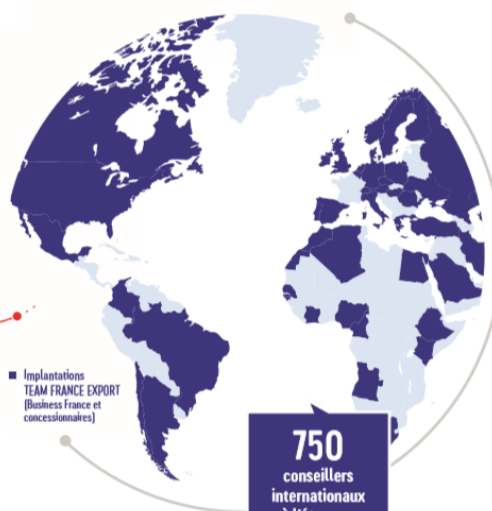 Implantations
TEAM FRANCE EXPORT
(Business France et
concessionnaires)
750
conseillers
internationaux